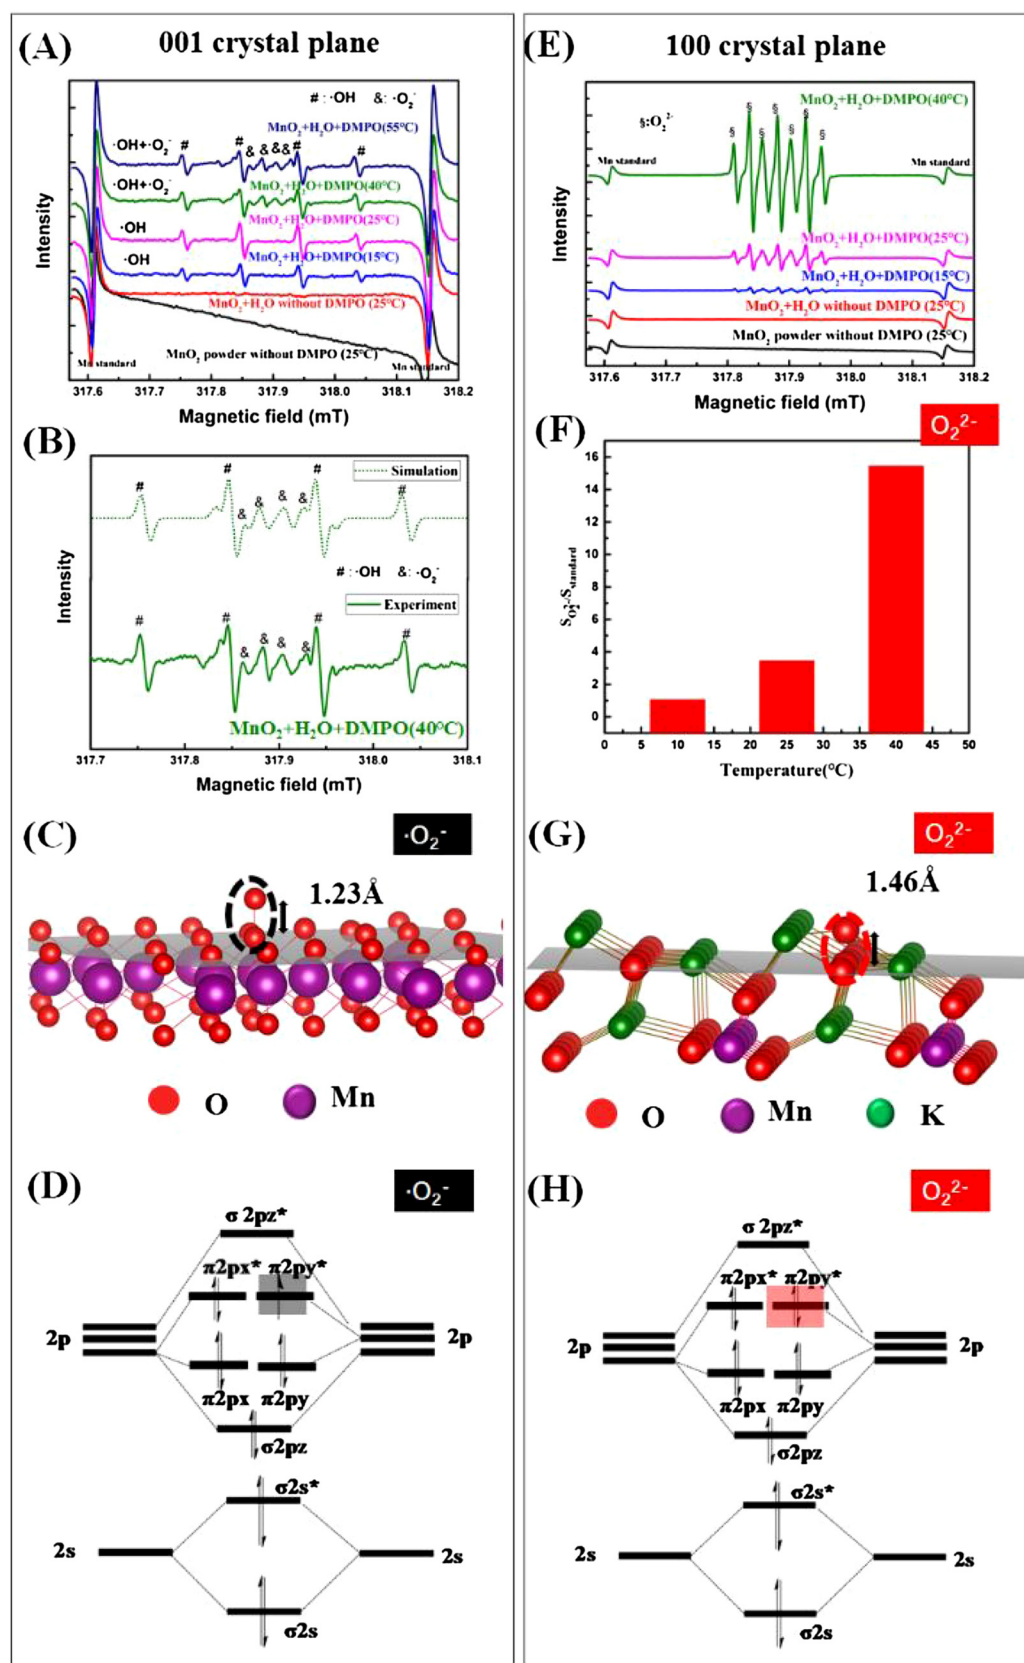 (A)
001 crystal plane
#: ·OH &: ·O₂⁻
MnO₂+H₂O+DMPO(55°C)
·OH+·O₂⁻
# # & & && # #
MnO₂+H₂O+DMPO(40°C)
·OH+·O₂⁻
MnO₂+H₂O+DMPO(25°C)
·OH
MnO₂+H₂O+DMPO(15°C)
·OH
MnO₂+H₂O without DMPO (25°C)
MnO₂ powder without DMPO (25°C)
Mn standard
Mn standard
Intensity
317.6 317.7 317.8 317.9 318.0 318.1 318.2
Magnetic field (mT)
(B)
Simulation
# # & & & & # #
#: ·OH &: ·O₂⁻
Experiment
# # & & & & # #
MnO₂+H₂O+DMPO(40°C)
Intensity
317.7 317.8 317.9 318.0 318.1
Magnetic field (mT)
(C)
·O₂⁻
1.23Å
O
Mn
(D)
·O₂⁻
σ 2pz*
π2px* π2py*
2p
2p
π2px π2py
σ2pz
σ2s*
2s
2s
σ2s
(E)
100 crystal plane
MnO₂+H₂O+DMPO(40°C)
§:O₂²⁻
§ § § § § § §
Mn standard
Mn standard
MnO₂+H₂O+DMPO(25°C)
MnO₂+H₂O+DMPO(15°C)
MnO₂+H₂O without DMPO (25°C)
MnO₂ powder without DMPO (25°C)
Intensity
317.6 317.7 317.8 317.9 318.0 318.1 318.2
Magnetic field (mT)
(F)
O₂²⁻
16
14
12
10
8
6
4
2
0
S O₂²⁻/S standard
0 5 10 15 20 25 30 35 40 45 50
Temperature(°C)
(G)
O₂²⁻
1.46Å
O
Mn
K
(H)
O₂²⁻
σ 2pz*
π2px* π2py*
2p
2p
π2px π2py
σ2pz
σ2s*
2s
2s
σ2s